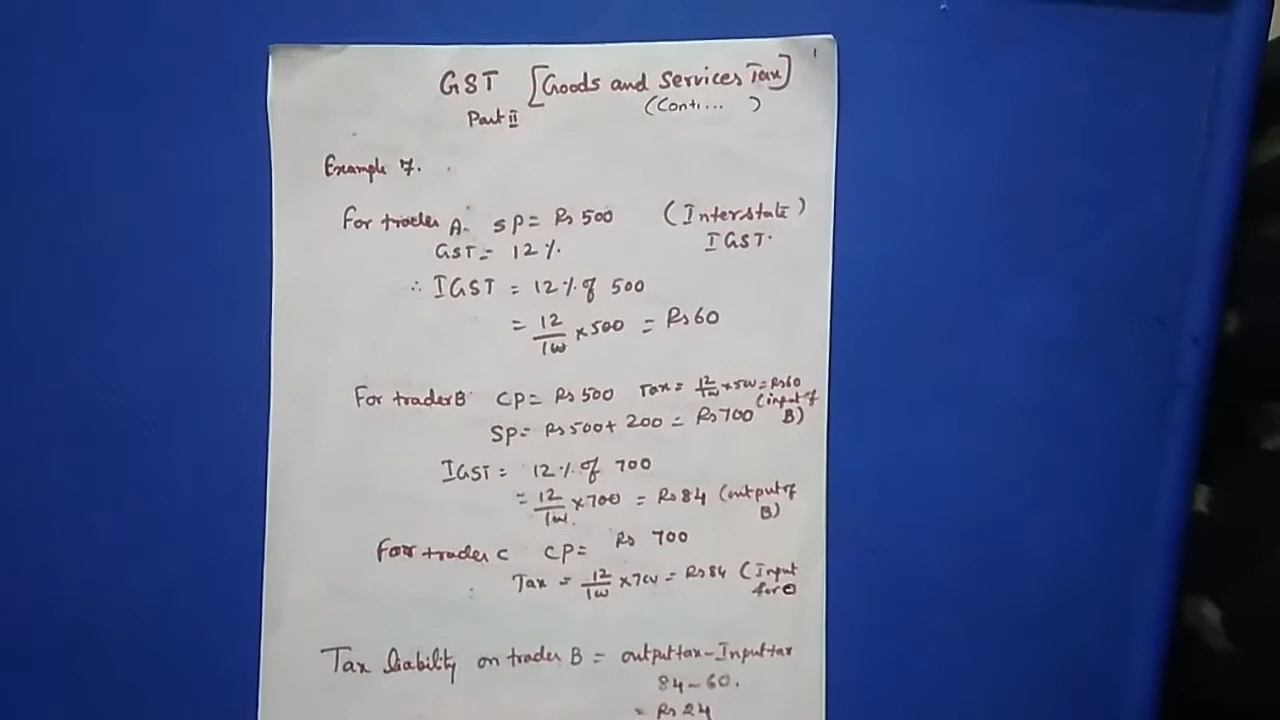 GST [Goods and Services Tax]
(Conti... )
Part II
Example 7.
For trader A. SP= Rs 500 (Interstate)
GST= 12%. IGST.
∴ IGST = 12% of 500
= 12/100 × 500 = Rs 60
For trader B CP= Rs 500 Tax = 12/100 × 500 = Rs 60
(input of B)
SP= Rs 500+ 200 = Rs 700
IGST = 12% of 700
= 12/100 × 700 = Rs 84 (output of B)
For trader C CP= Rs 700
Tax = 12/100 × 700 = Rs 84 (Input for C)
Tax liability on trader B = output tax - Input tax
84-60.
= Rs 24